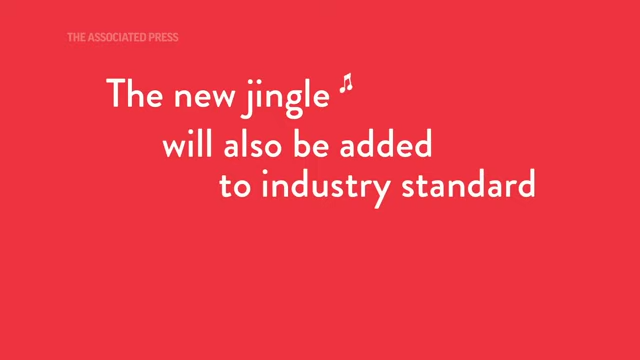 THE ASSOCIATED PRESS
The new jingle
will also be added
to industry standard